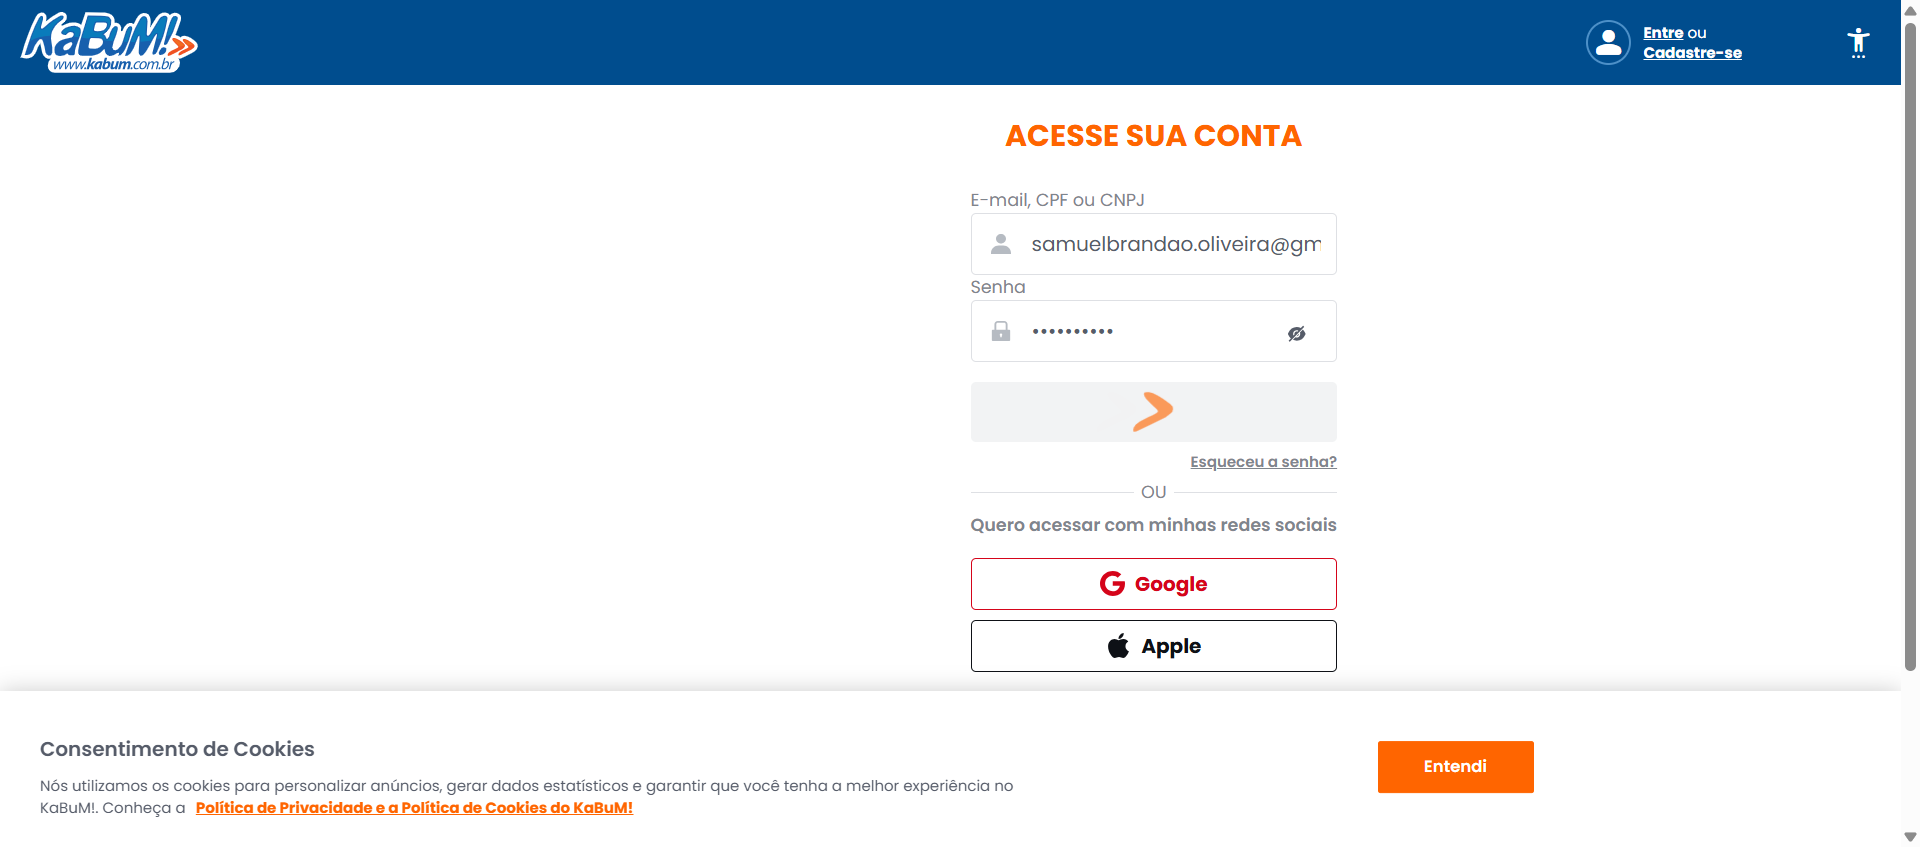 KaBuM!
www.kabum.com.br
Entre ou
Cadastre-se
ACESSE SUA CONTA
E-mail, CPF ou CNPJ
samuelbrandao.oliveira@gm
Senha
••••••••••
Esqueceu a senha?
OU
Quero acessar com minhas redes sociais
Google
Apple
Consentimento de Cookies
Nós utilizamos os cookies para personalizar anúncios, gerar dados estatísticos e garantir que você tenha a melhor experiência no
KaBuM!. Conheça a Política de Privacidade e a Política de Cookies do KaBuM!
Entendi